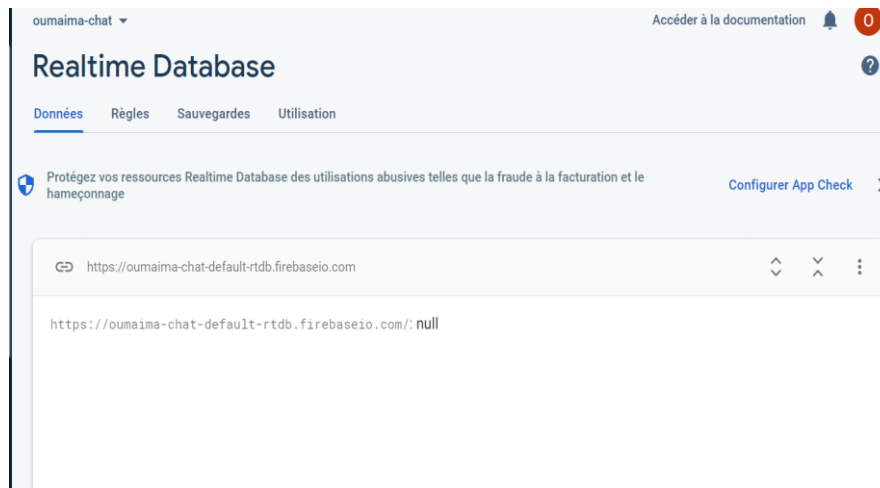 oumaima-chat
Accéder à la documentation
O
Realtime Database
Données Règles Sauvegardes Utilisation
Protégez vos ressources Realtime Database des utilisations abusives telles que la fraude à la facturation et le
hameçonnage
Configurer App Check
https://oumaima-chat-default-rtdb.firebaseio.com
https://oumaima-chat-default-rtdb.firebaseio.com/: null